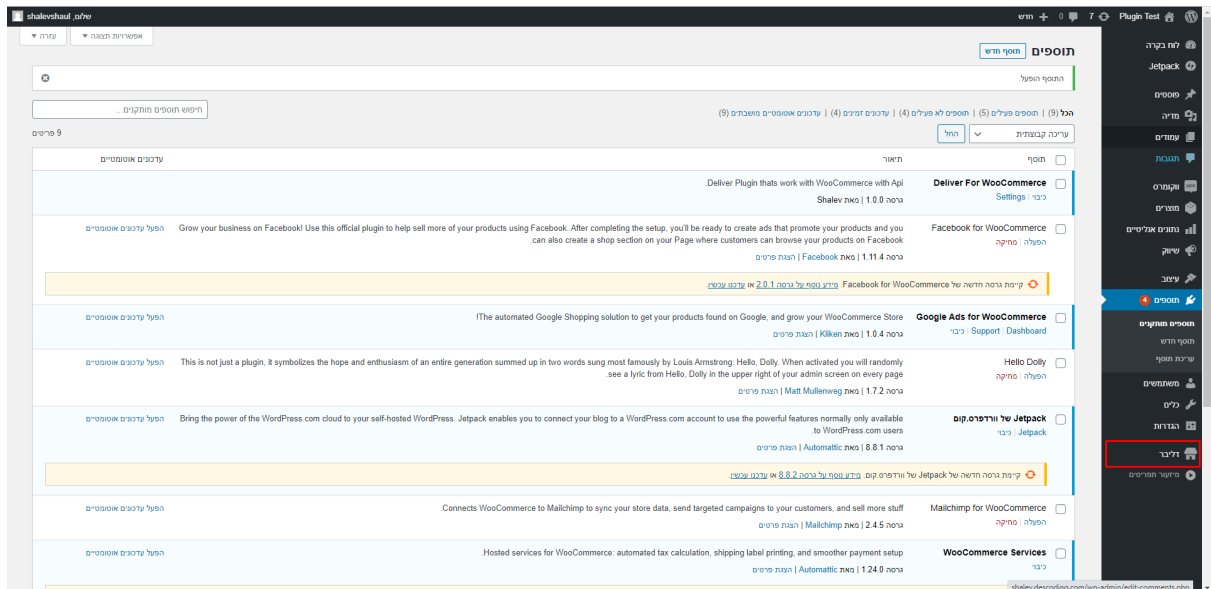 Plugin Test
7
0
חדש
שלום, shalevshaul
לוח בקרה
Jetpack
פוסטים
מדיה
עמודים
תגובות
ווקומרס
מוצרים
נתונים אנליטיים
שיווק
עיצוב
תוספים 4
תוספים מותקנים
תוסף חדש
עריכת תוסף
משתמשים
כלים
הגדרות
דליבר
מיזעור תפריטים
אפשרויות תצוגה
עזרה
תוספים תוסף חדש
התוסף הופעל.
הכל (9) | תוספים פעילים (5) | תוספים לא פעילים (4) | עדכונים זמינים (4) | עדכונים אוטומטיים מושבתים (9)
חיפוש תוספים מותקנים...
עריכה קבוצתית החל
9 פריטים
תוסף תיאור עדכונים אוטומטיים
Deliver For WooCommerce
כיבוי | Settings
Deliver Plugin thats work with WooCommerce with Api.
גרסה 1.0.0 | מאת Shalev
Facebook for WooCommerce
הפעלה | מחיקה
Grow your business on Facebook! Use this official plugin to help sell more of your products using Facebook. After completing the setup, you'll be ready to create ads that promote your products and you
can also create a shop section on your Page where customers can browse your products on Facebook.
גרסה 1.11.4 | מאת Facebook | הצגת פרטים
הפעל עדכונים אוטומטיים
קיימת גרסה חדשה של Facebook for WooCommerce. מידע נוסף על גרסה 2.0.1 או עדכנו עכשיו.
Google Ads for WooCommerce
כיבוי | Support | Dashboard
The automated Google Shopping solution to get your products found on Google, and grow your WooCommerce Store!
גרסה 1.0.4 | מאת Kliken | הצגת פרטים
הפעל עדכונים אוטומטיים
Hello Dolly
הפעלה | מחיקה
This is not just a plugin, it symbolizes the hope and enthusiasm of an entire generation summed up in two words sung most famously by Louis Armstrong: Hello, Dolly. When activated you will randomly
see a lyric from Hello, Dolly in the upper right of your admin screen on every page.
גרסה 1.7.2 | מאת Matt Mullenweg | הצגת פרטים
הפעל עדכונים אוטומטיים
Jetpack של וורדפרס.קום
כיבוי | Jetpack
Bring the power of the WordPress.com cloud to your self-hosted WordPress. Jetpack enables you to connect your blog to a WordPress.com account to use the powerful features normally only available
to WordPress.com users.
גרסה 8.8.1 | מאת Automattic | הצגת פרטים
הפעל עדכונים אוטומטיים
קיימת גרסה חדשה של Jetpack של וורדפרס.קום. מידע נוסף על גרסה 8.8.2 או עדכנו עכשיו.
Mailchimp for WooCommerce
הפעלה | מחיקה
Connects WooCommerce to Mailchimp to sync your store data, send targeted campaigns to your customers, and sell more stuff.
גרסה 2.4.5 | מאת Mailchimp | הצגת פרטים
הפעל עדכונים אוטומטיים
WooCommerce Services
כיבוי
Hosted services for WooCommerce: automated tax calculation, shipping label printing, and smoother payment setup.
גרסה 1.24.0 | מאת Automattic | הצגת פרטים
הפעל עדכונים אוטומטיים
shalev.descoding.com/wp-admin/edit-comments.php